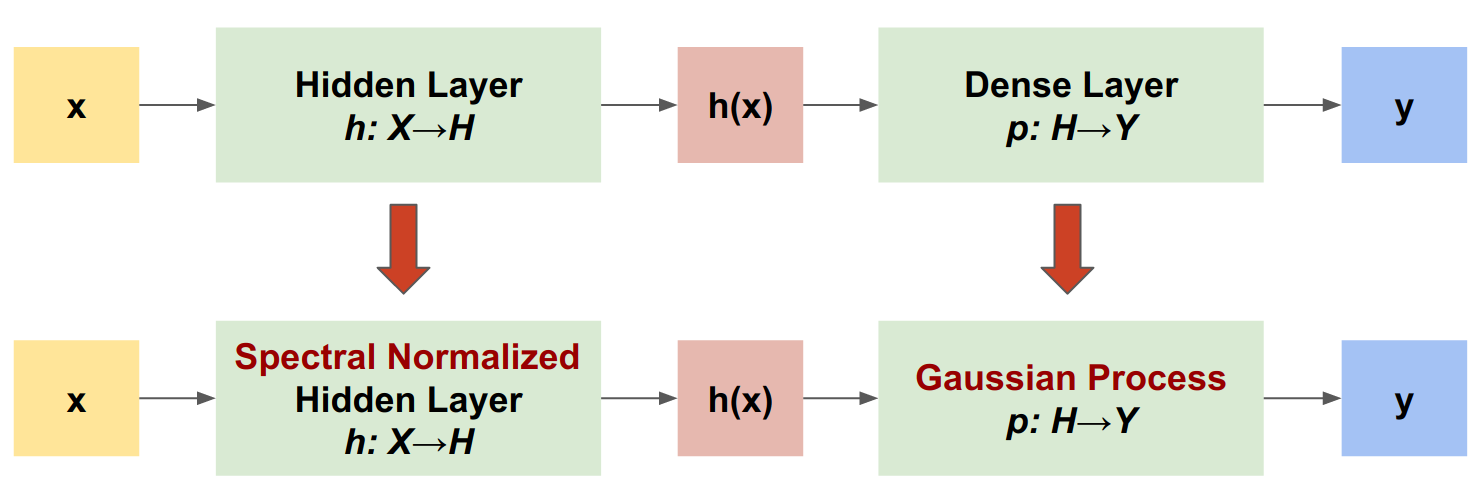 x
Hidden Layer
h: X→H
h(x)
Dense Layer
p: H→Y
y
x
Spectral Normalized
Hidden Layer
h: X→H
h(x)
Gaussian Process
p: H→Y
y